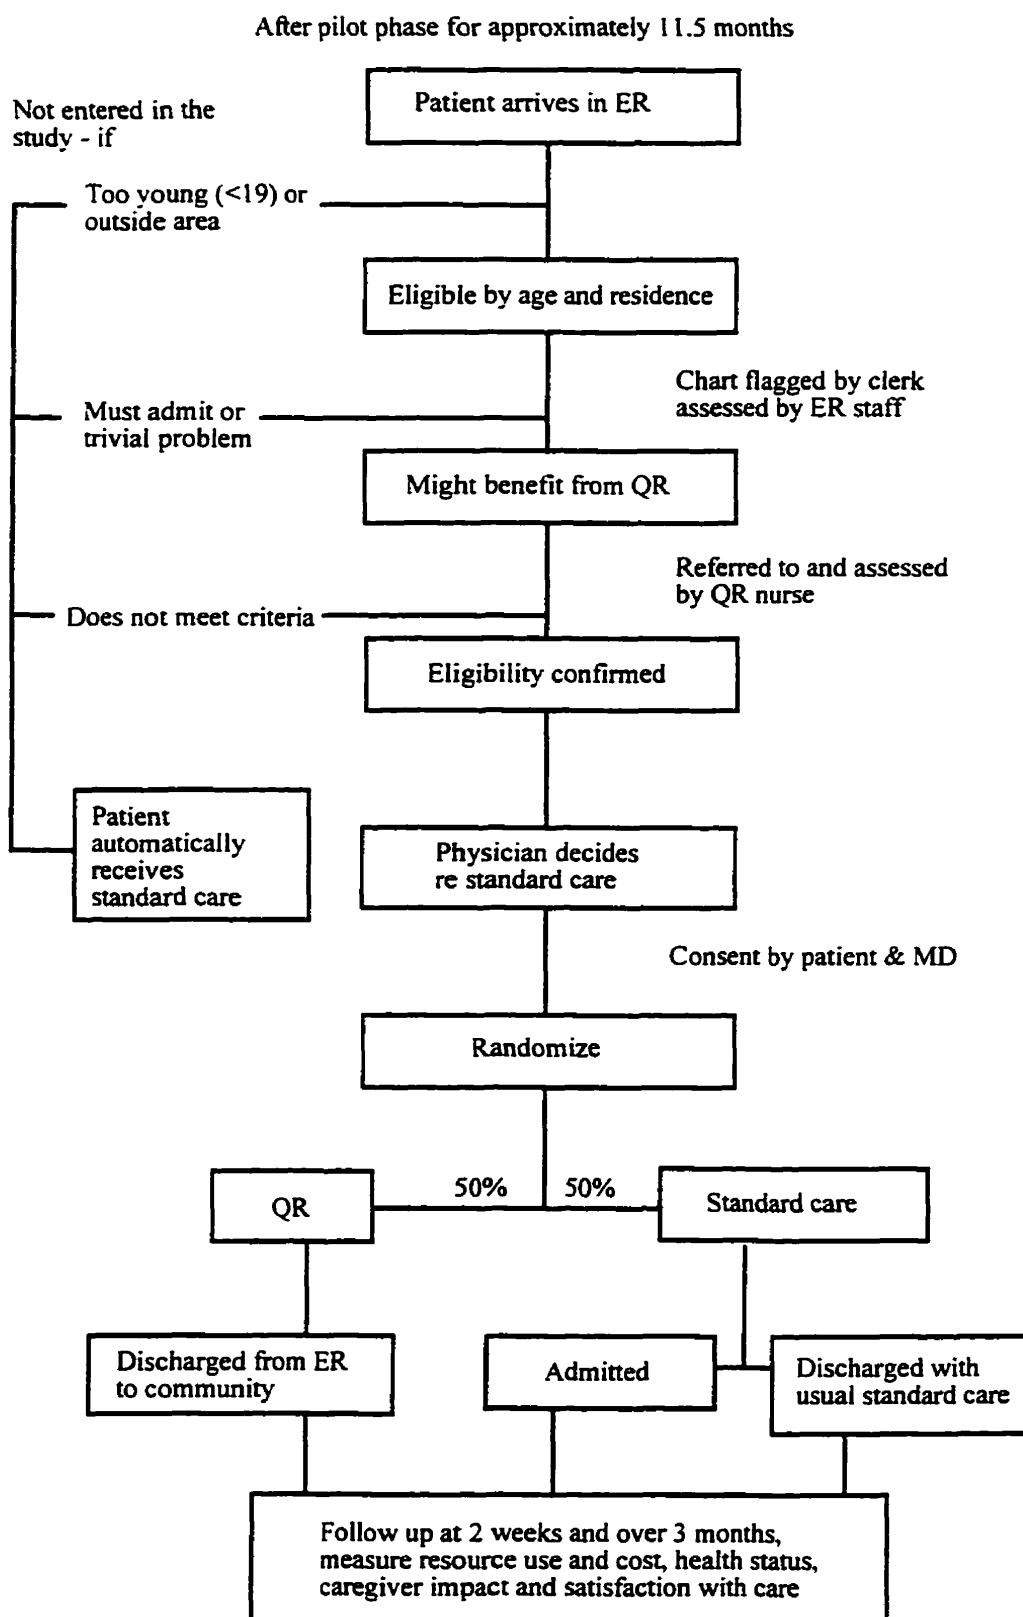 After pilot phase for approximately 11.5 months
Patient arrives in ER
Not entered in the
study - if
Too young (<19) or
outside area
Eligible by age and residence
Chart flagged by clerk
assessed by ER staff
Must admit or
trivial problem
Might benefit from QR
Referred to and assessed
by QR nurse
Does not meet criteria
Eligibility confirmed
Patient
automatically
receives
standard care
Physician decides
re standard care
Consent by patient & MD
Randomize
50% 50%
QR
Standard care
Discharged from ER
to community
Admitted
Discharged with
usual standard care
Follow up at 2 weeks and over 3 months,
measure resource use and cost, health status,
caregiver impact and satisfaction with care